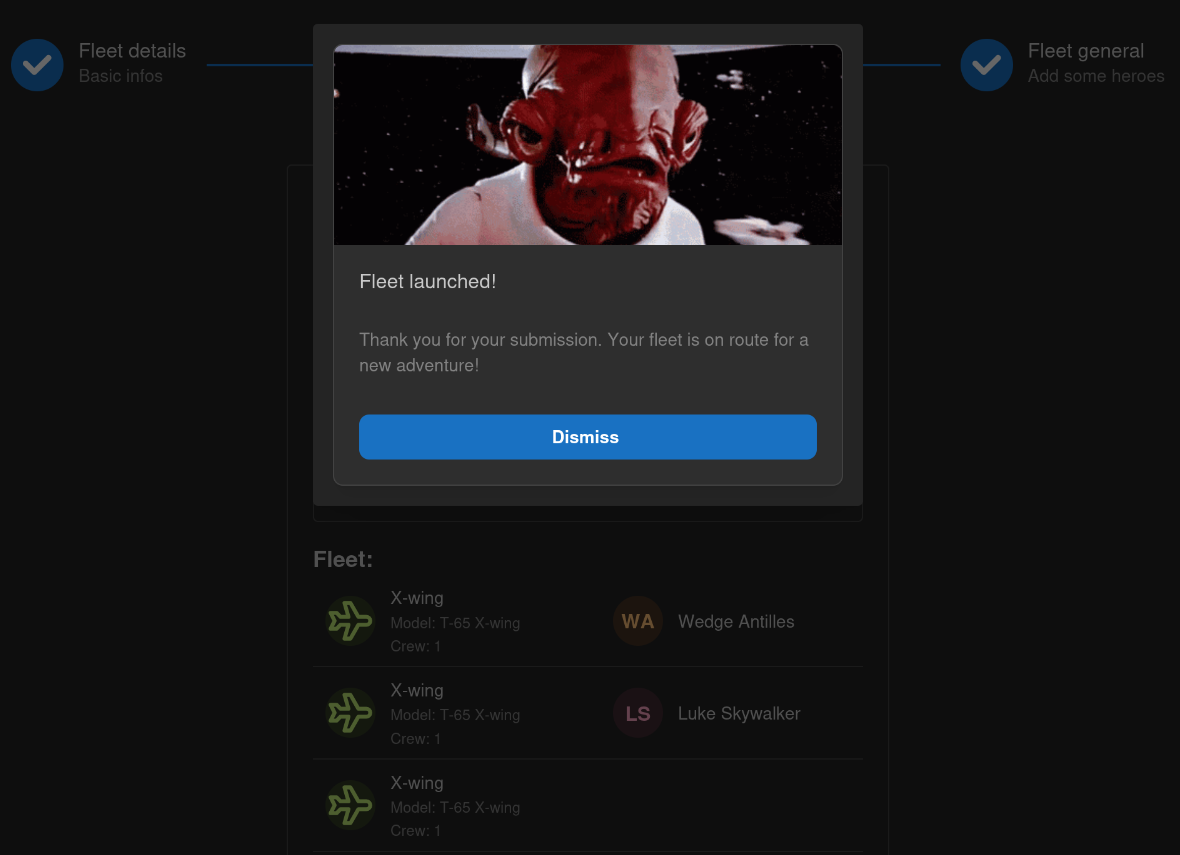 Fleet details
Basic infos
Fleet general
Add some heroes
Fleet launched!
Thank you for your submission. Your fleet is on route for a
new adventure!
Dismiss
Fleet:
X-wing
Model: T-65 X-wing
Crew: 1
WA
Wedge Antilles
X-wing
Model: T-65 X-wing
Crew: 1
LS
Luke Skywalker
X-wing
Model: T-65 X-wing
Crew: 1